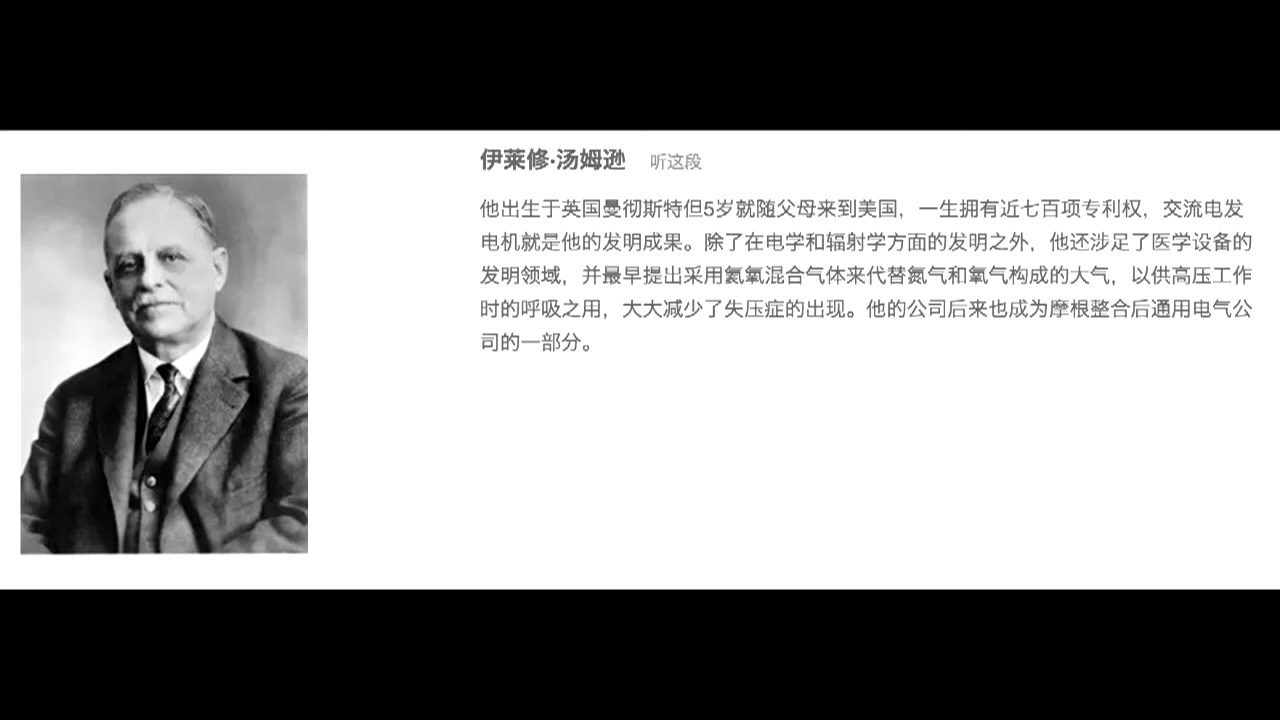 伊莱修·汤姆逊 听这段
他出生于英国曼彻斯特但5岁就随父母来到美国，一生拥有近七百项专利权，交流电发
电机就是他的发明成果。除了在电学和辐射学方面的发明之外，他还涉足了医学设备的
发明领域，并最早提出采用氦氧混合气体来代替氮气和氧气构成的大气，以供高压工作
时的呼吸之用，大大减少了失压症的出现。他的公司后来也成为摩根整合后通用电气公
司的一部分。